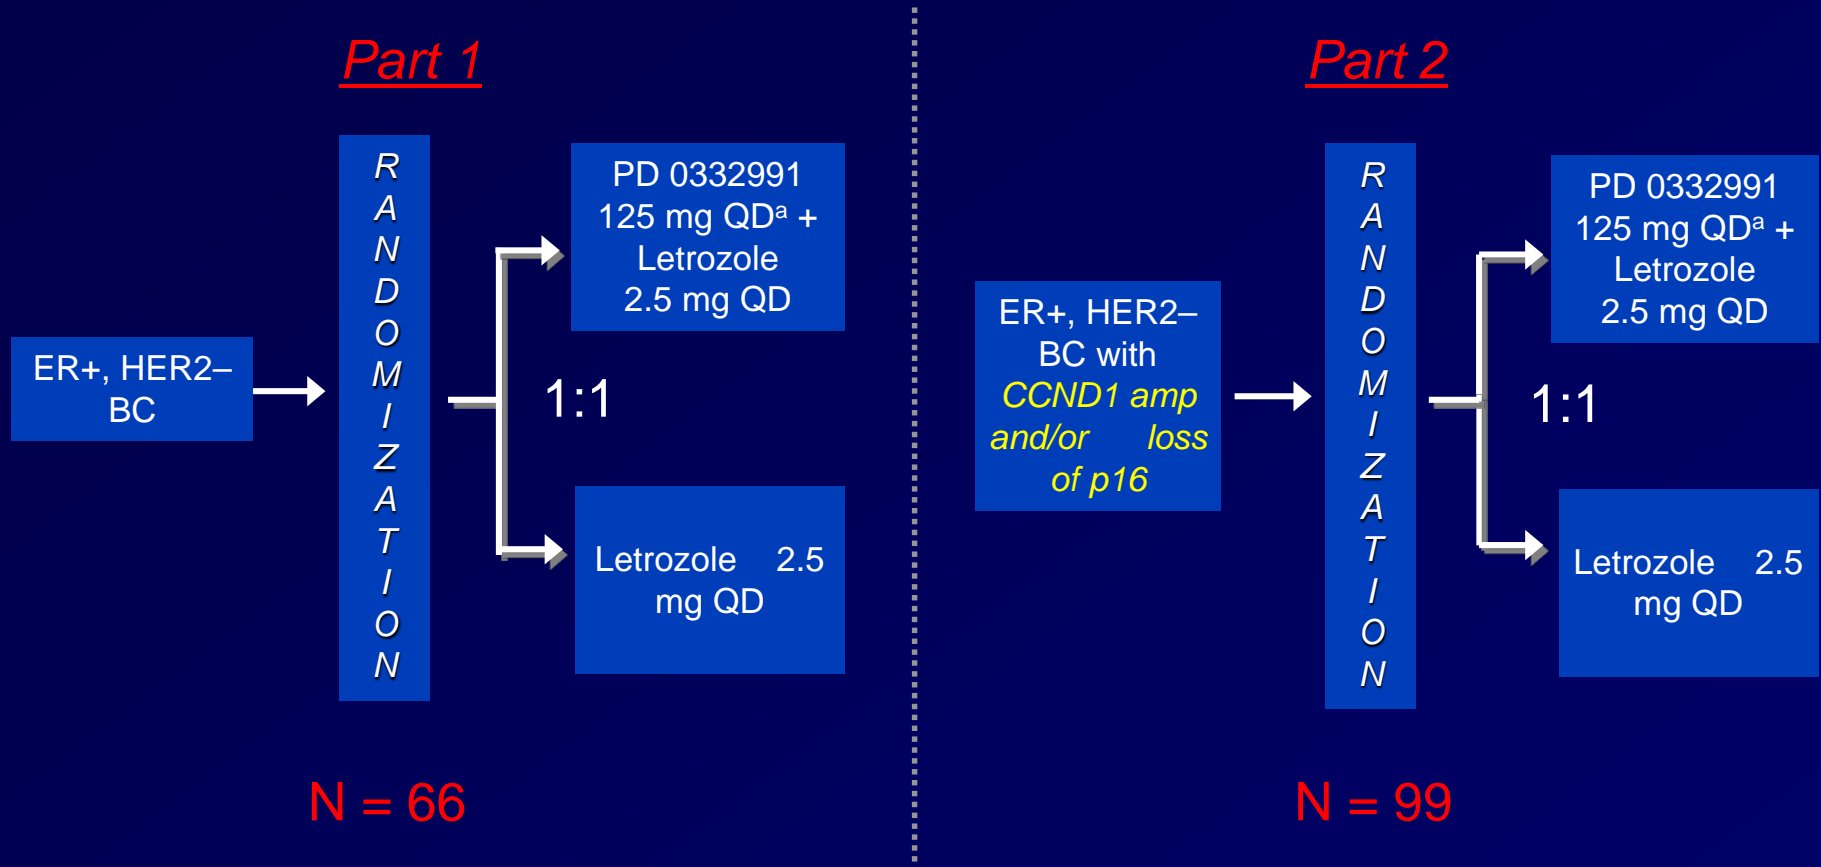 Part 1
ER+, HER2–
BC
RANDOMIZATION
PD 0332991
125 mg QDᵃ +
Letrozole
2.5 mg QD
1:1
Letrozole 2.5
mg QD
N = 66
Part 2
ER+, HER2–
BC with
CCND1 amp
and/or loss
of p16
RANDOMIZATION
PD 0332991
125 mg QDᵃ +
Letrozole
2.5 mg QD
1:1
Letrozole 2.5
mg QD
N = 99